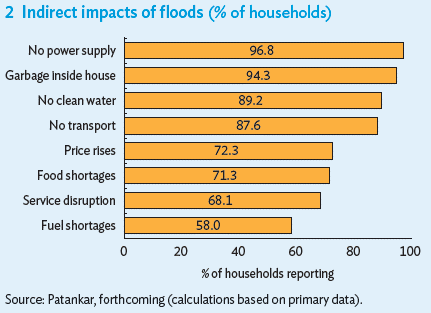 2 Indirect impacts of floods (% of households)
No power supply 96.8
Garbage inside house 94.3
No clean water 89.2
No transport 87.6
Price rises 72.3
Food shortages 71.3
Service disruption 68.1
Fuel shortages 58.0
0 20 40 60 80 100
% of households reporting
Source: Patankar, forthcoming (calculations based on primary data).